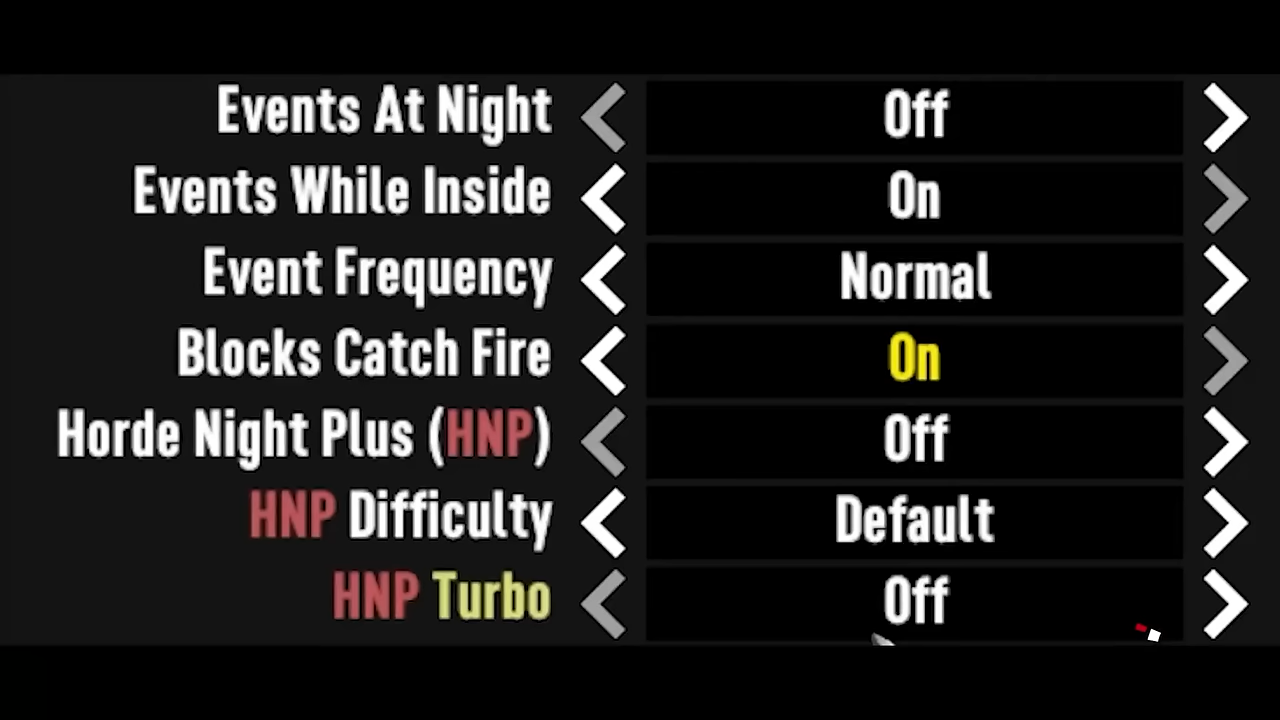 Events At Night Off
Events While Inside On
Event Frequency Normal
Blocks Catch Fire On
Horde Night Plus (HNP) Off
HNP Difficulty Default
HNP Turbo Off